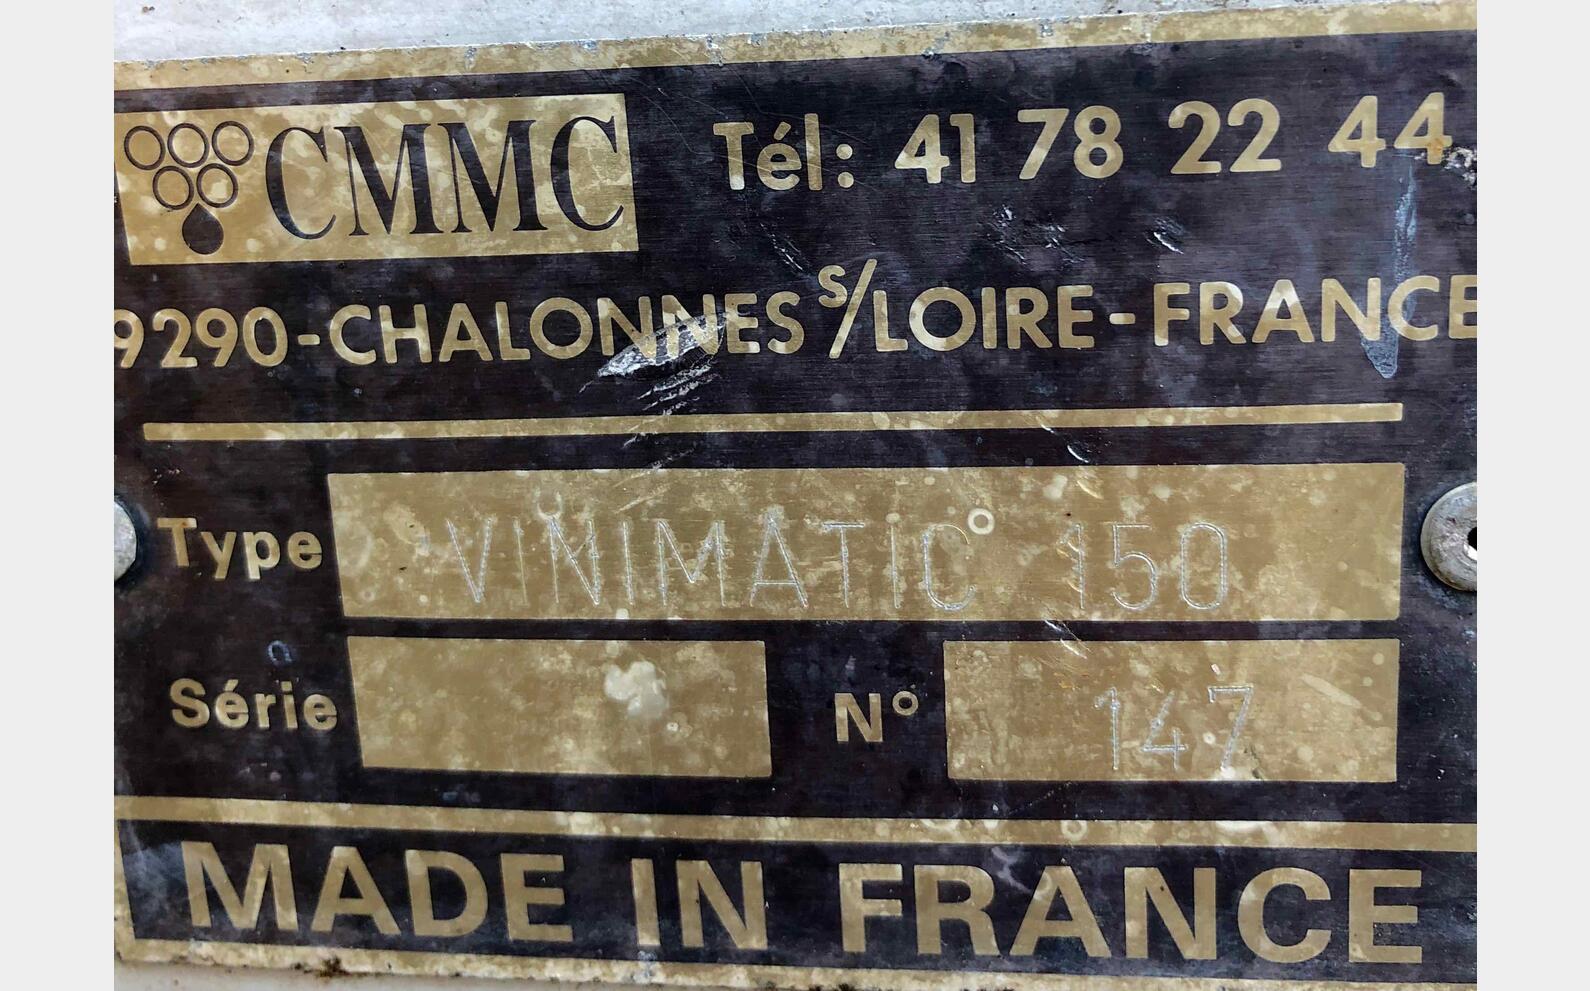 CMMC Tél: 41 78 22 44
9290-CHALONNES S/LOIRE-FRANCE
Type VINIMATIC 150
Série N° 147
MADE IN FRANCE